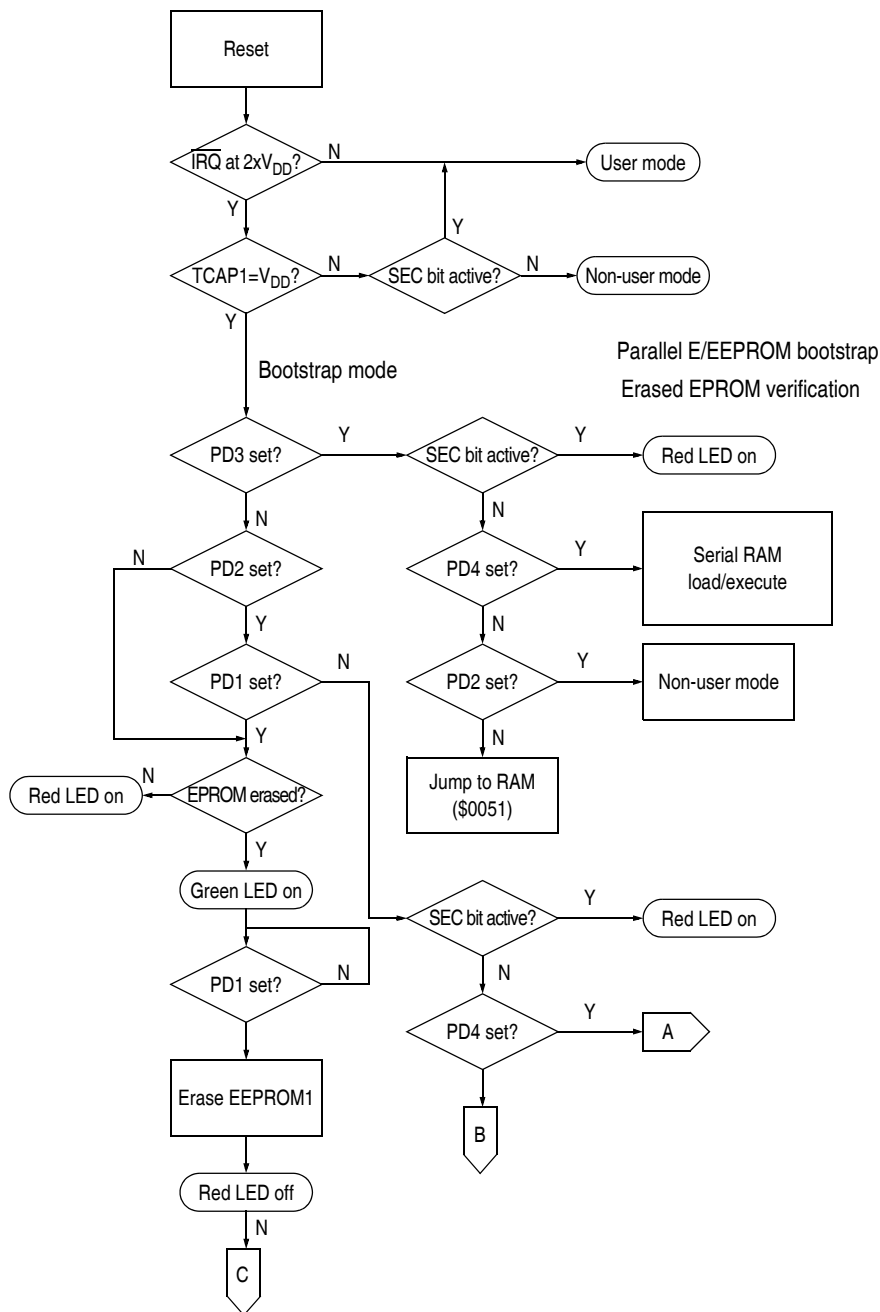 Reset
IRQ at 2xVDD?
N
User mode
Y
Y
TCAP1=VDD?
N
SEC bit active?
N
Non-user mode
Y
Bootstrap mode
Parallel E/EEPROM bootstrap
Erased EPROM verification
PD3 set?
Y
SEC bit active?
Y
Red LED on
N
N
N
PD2 set?
PD4 set?
Y
Serial RAM
load/execute
Y
N
PD1 set?
N
PD2 set?
Y
Non-user mode
Y
N
Red LED on
N
EPROM erased?
Jump to RAM
($0051)
Y
Green LED on
SEC bit active?
Y
Red LED on
PD1 set?
N
N
PD4 set?
Y
A
Erase EEPROM1
B
Red LED off
N
C